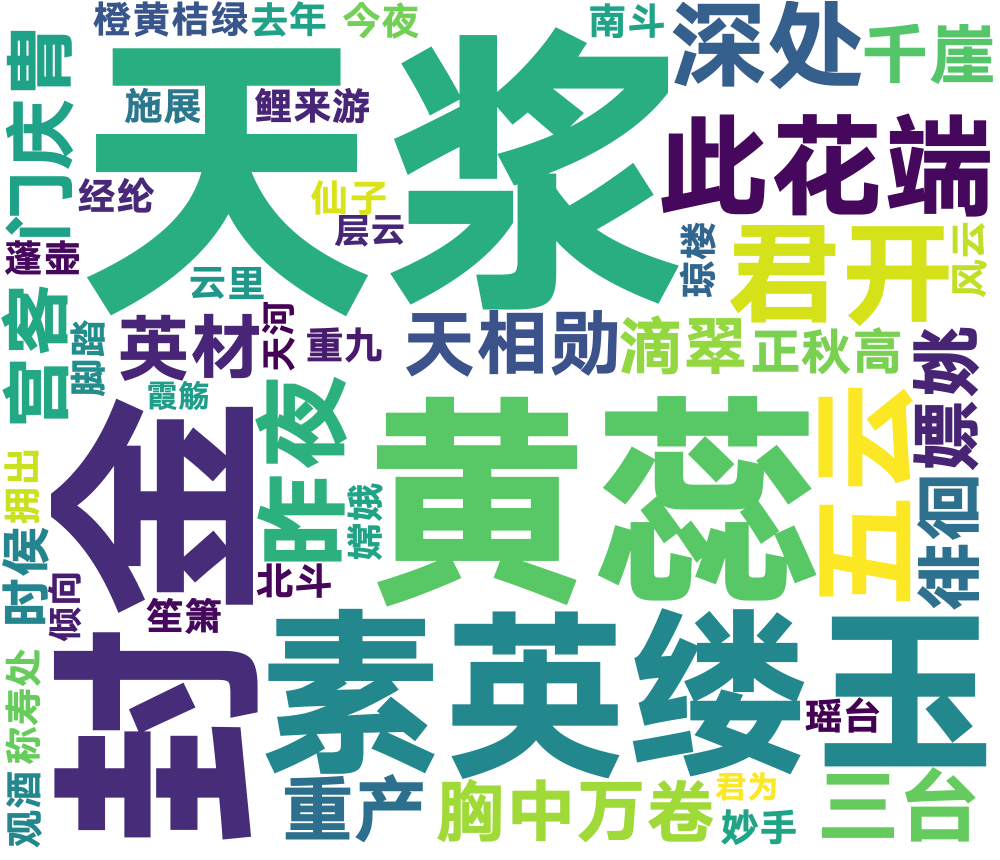 橙黄桔绿
去年
今夜
南斗
深处
千崖
门庆胄
天浆
施展
鲤来游
此花端
经纶
仙子
层云
蓬壶
云里
琼楼
君开
风云
宫客
脚踏
英材
天河
重九
天相勋
滴翠
正秋高
嫖姚
霞觞
封金
昨夜
黄蕊
五云
拥出
嫦娥
徘徊
时侯
倾向
笙箫
北斗
素英缕
玉
称寿处
瑶台
观酒
重产
胸中万卷
君为
妙手
三台